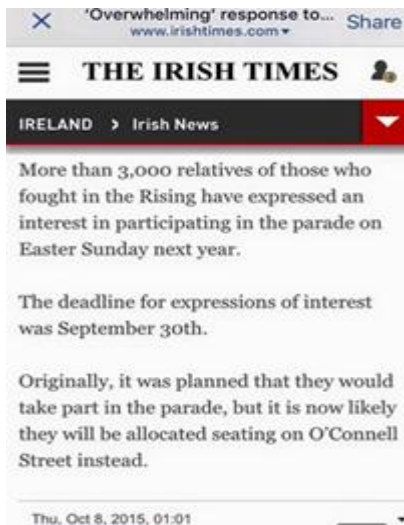 'Overwhelming' response to...
www.irishtimes.com
Share
THE IRISH TIMES
IRELAND > Irish News
More than 3,000 relatives of those who
fought in the Rising have expressed an
interest in participating in the parade on
Easter Sunday next year.
The deadline for expressions of interest
was September 30th.
Originally, it was planned that they would
take part in the parade, but it is now likely
they will be allocated seating on O'Connell
Street instead.
Thu, Oct 8, 2015, 01:01